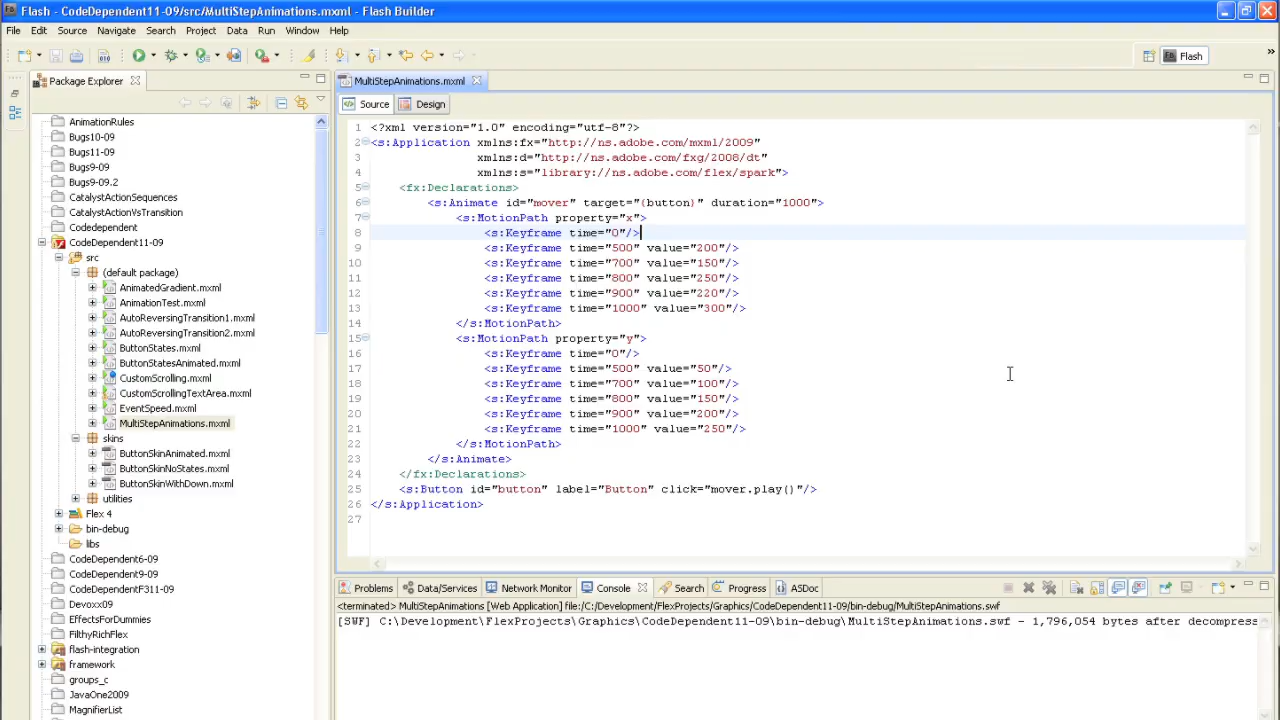 Flash - CodeDependent11-09/src/MultiStepAnimations.mxml - Flash Builder
File Edit Source Navigate Search Project Data Run Window Help
Flash
Package Explorer
AnimationRules
Bugs10-09
Bugs11-09
Bugs9-09
Bugs9-09.2
CatalystActionSequences
CatalystActionVsTransition
Codedependent
CodeDependent11-09
src
(default package)
AnimatedGradient.mxml
AnimationTest.mxml
AutoReversingTransition1.mxml
AutoReversingTransition2.mxml
ButtonStates.mxml
ButtonStatesAnimated.mxml
CustomScrolling.mxml
CustomScrollingTextArea.mxml
EventSpeed.mxml
MultiStepAnimations.mxml
skins
ButtonSkinAnimated.mxml
ButtonSkinNoStates.mxml
ButtonSkinWithDown.mxml
utilities
Flex 4
bin-debug
libs
CodeDependent6-09
CodeDependent9-09
CodeDependentF311-09
Devoxx09
EffectsForDummies
FilthyRichFlex
flash-integration
framework
groups_c
JavaOne2009
MagnifierList
MultiStepAnimations.mxml
Source Design
1 <?xml version="1.0" encoding="utf-8"?>
2 <s:Application xmlns:fx="http://ns.adobe.com/mxml/2009"
3 xmlns:d="http://ns.adobe.com/fxg/2008/dt"
4 xmlns:s="library://ns.adobe.com/flex/spark">
5 <fx:Declarations>
6 <s:Animate id="mover" target="{button}" duration="1000">
7 <s:MotionPath property="x">
8 <s:Keyframe time="0"/>
9 <s:Keyframe time="500" value="200"/>
10 <s:Keyframe time="700" value="150"/>
11 <s:Keyframe time="800" value="250"/>
12 <s:Keyframe time="900" value="220"/>
13 <s:Keyframe time="1000" value="300"/>
14 </s:MotionPath>
15 <s:MotionPath property="y">
16 <s:Keyframe time="0"/>
17 <s:Keyframe time="500" value="50"/>
18 <s:Keyframe time="700" value="100"/>
19 <s:Keyframe time="800" value="150"/>
20 <s:Keyframe time="900" value="200"/>
21 <s:Keyframe time="1000" value="250"/>
22 </s:MotionPath>
23 </s:Animate>
24 </fx:Declarations>
25 <s:Button id="button" label="Button" click="mover.play()"/>
26 </s:Application>
27
Problems Data/Services Network Monitor Console Search Progress ASDoc
<terminated> MultiStepAnimations [Web Application] file:/C:/Development/FlexProjects/Graphics/CodeDependent11-09/bin-debug/MultiStepAnimations.swf
[SWF] C:\Development\FlexProjects\Graphics\CodeDependent11-09\bin-debug\MultiStepAnimations.swf - 1,796,054 bytes after decompress